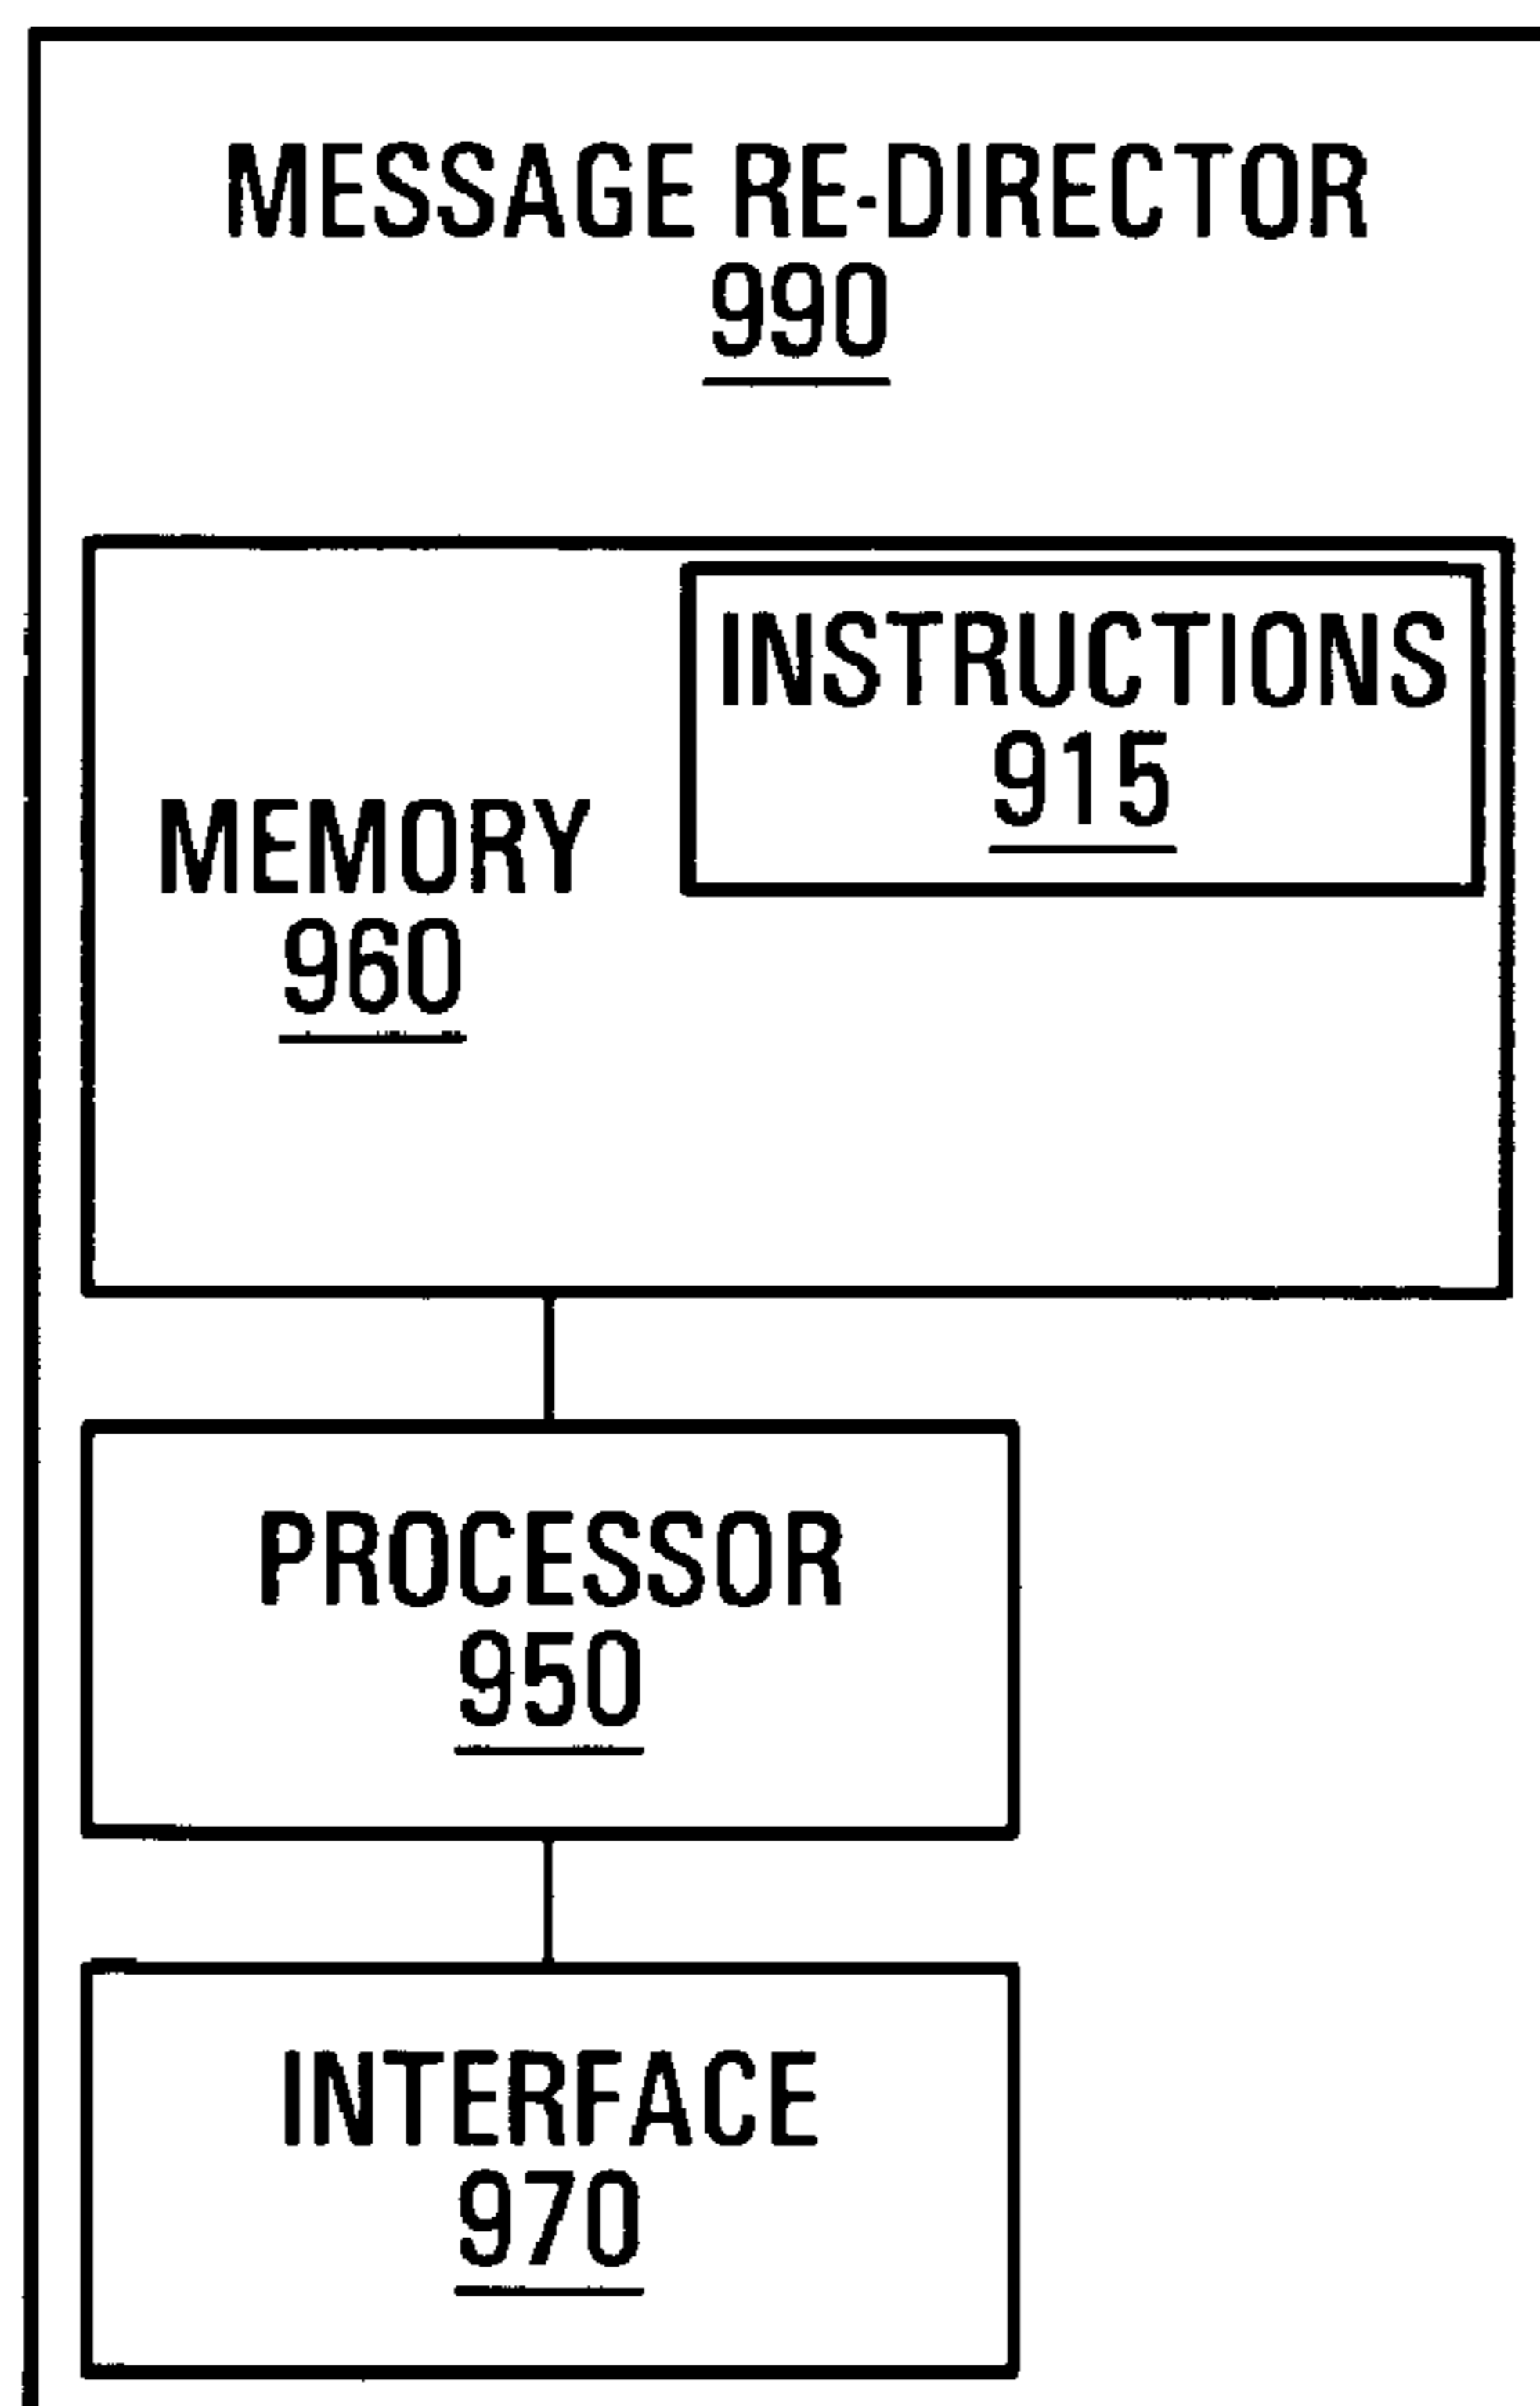 MESSAGE RE-DIRECTOR
990
INSTRUCTIONS
915
MEMORY
960
PROCESSOR
950
INTERFACE
970